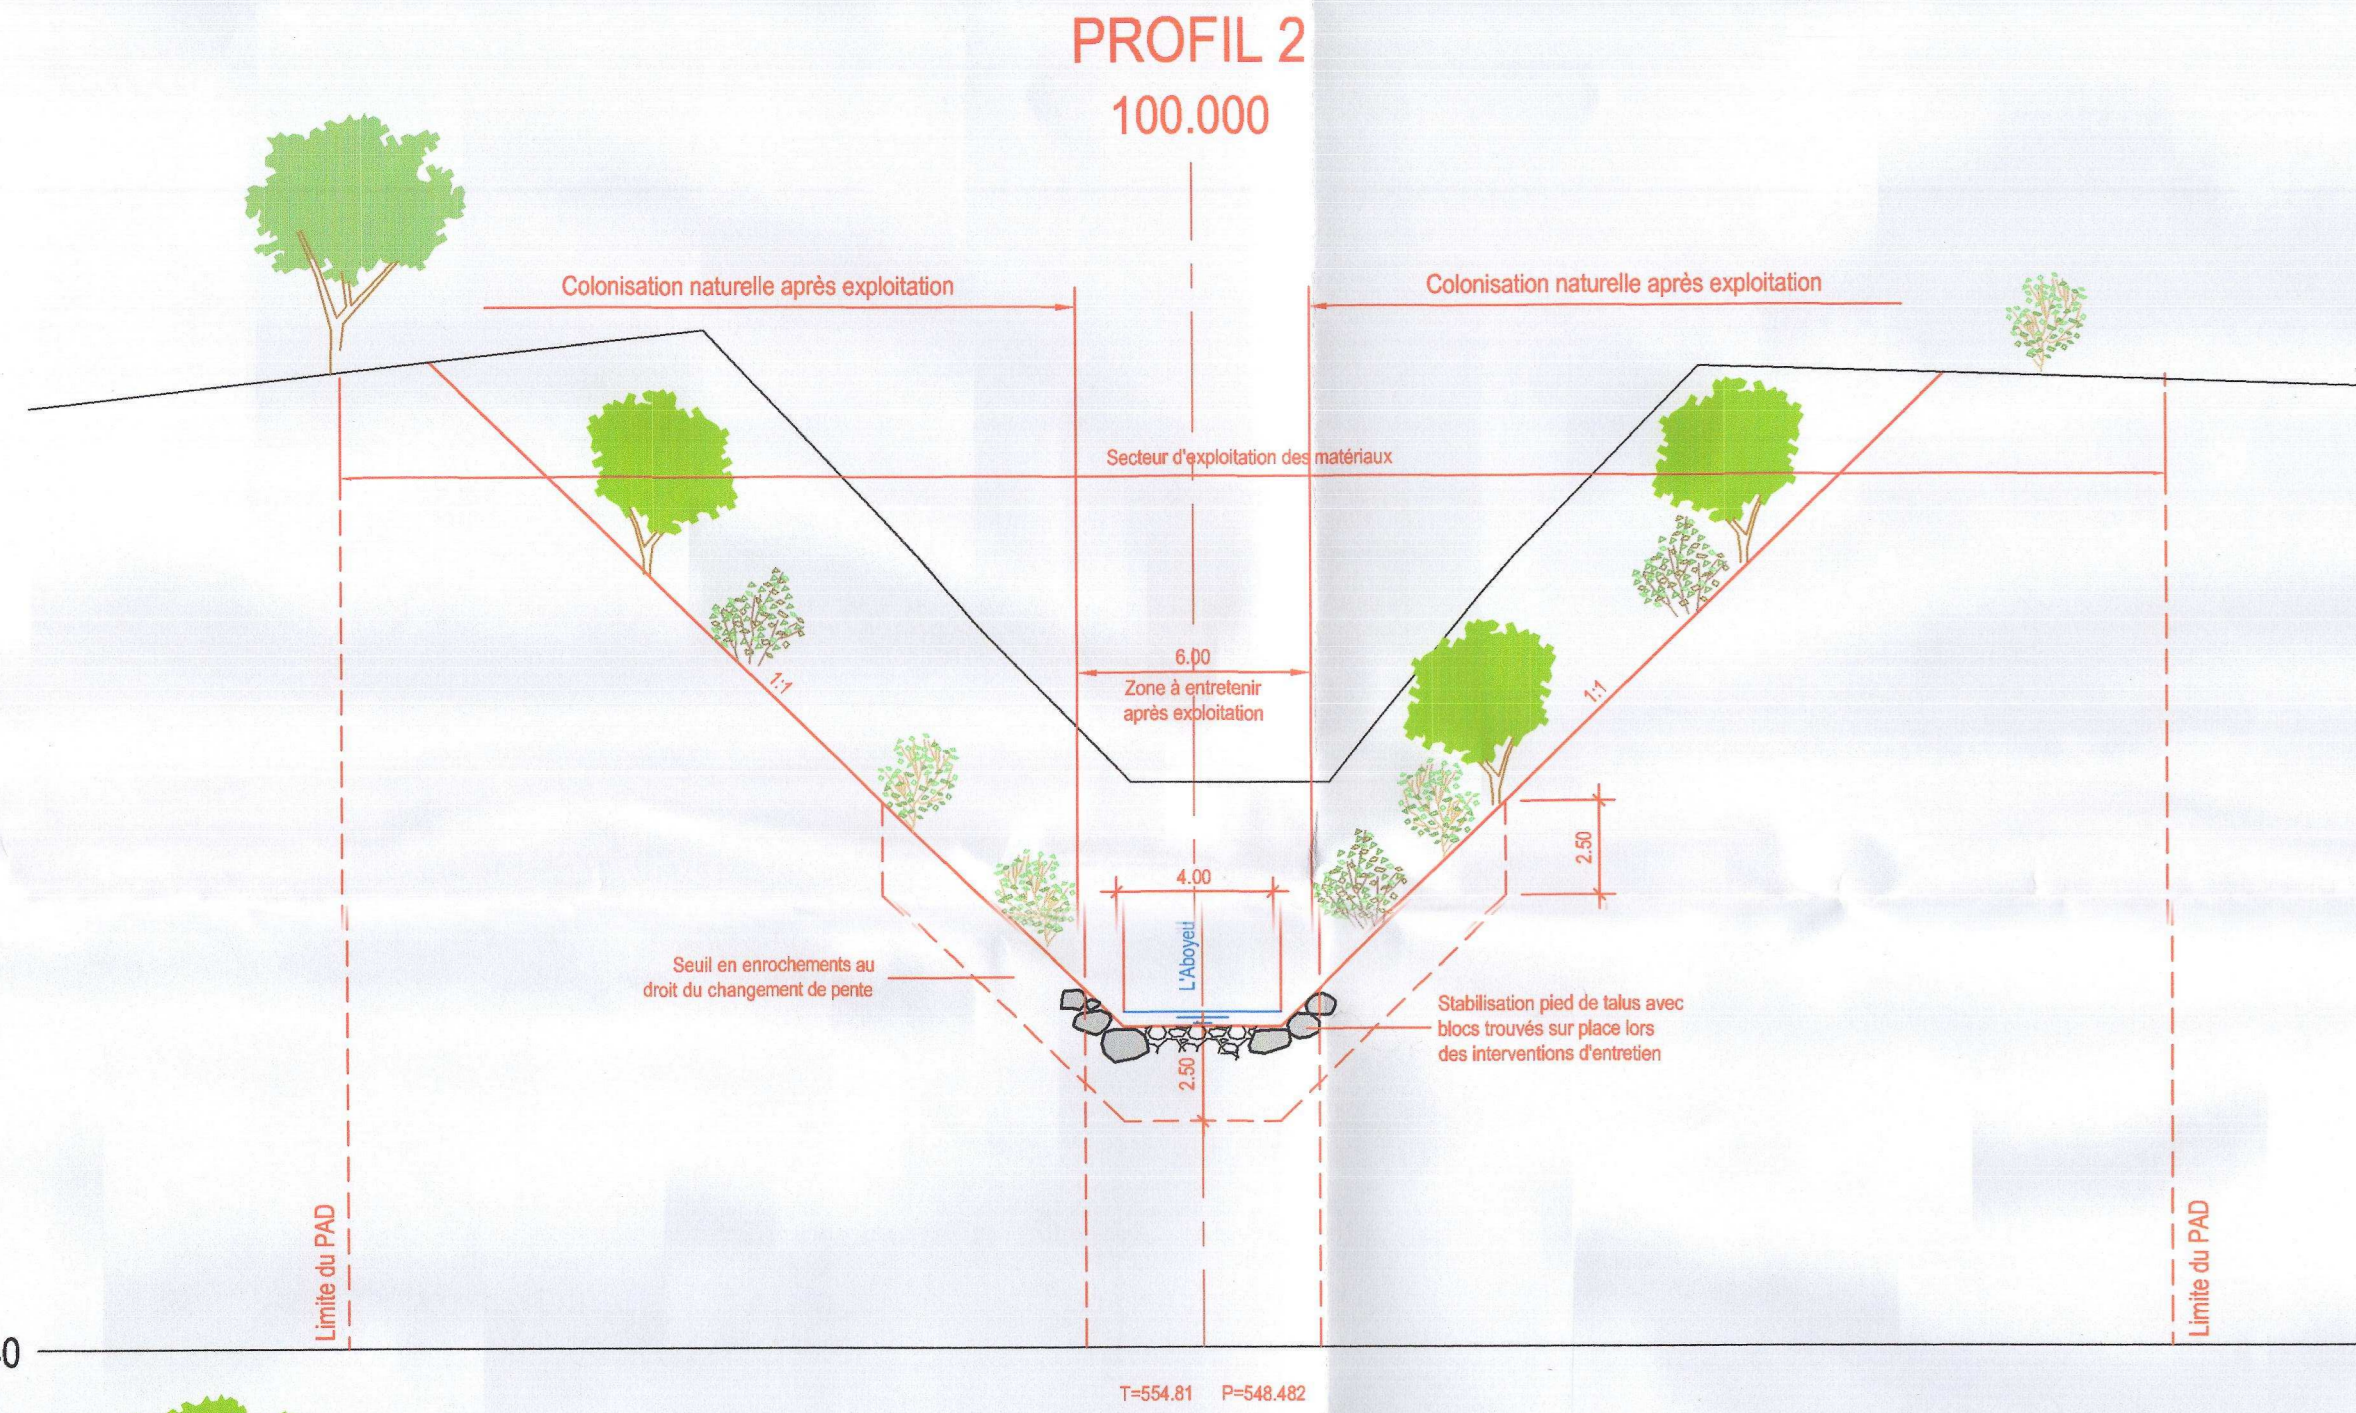 PROFIL 2
100.000
Colonisation naturelle après exploitation
Colonisation naturelle après exploitation
Secteur d'exploitation des matériaux
6.00
Zone à entretenir
après exploitation
1:1
1:1
2.50
4.00
L'Aboyeu
Seuil en enrochements au
droit du changement de pente
Stabilisation pied de talus avec
blocs trouvés sur place lors
des interventions d'entretien
2.50
Limite du PAD
Limite du PAD
0
T=554.81 P=548.482